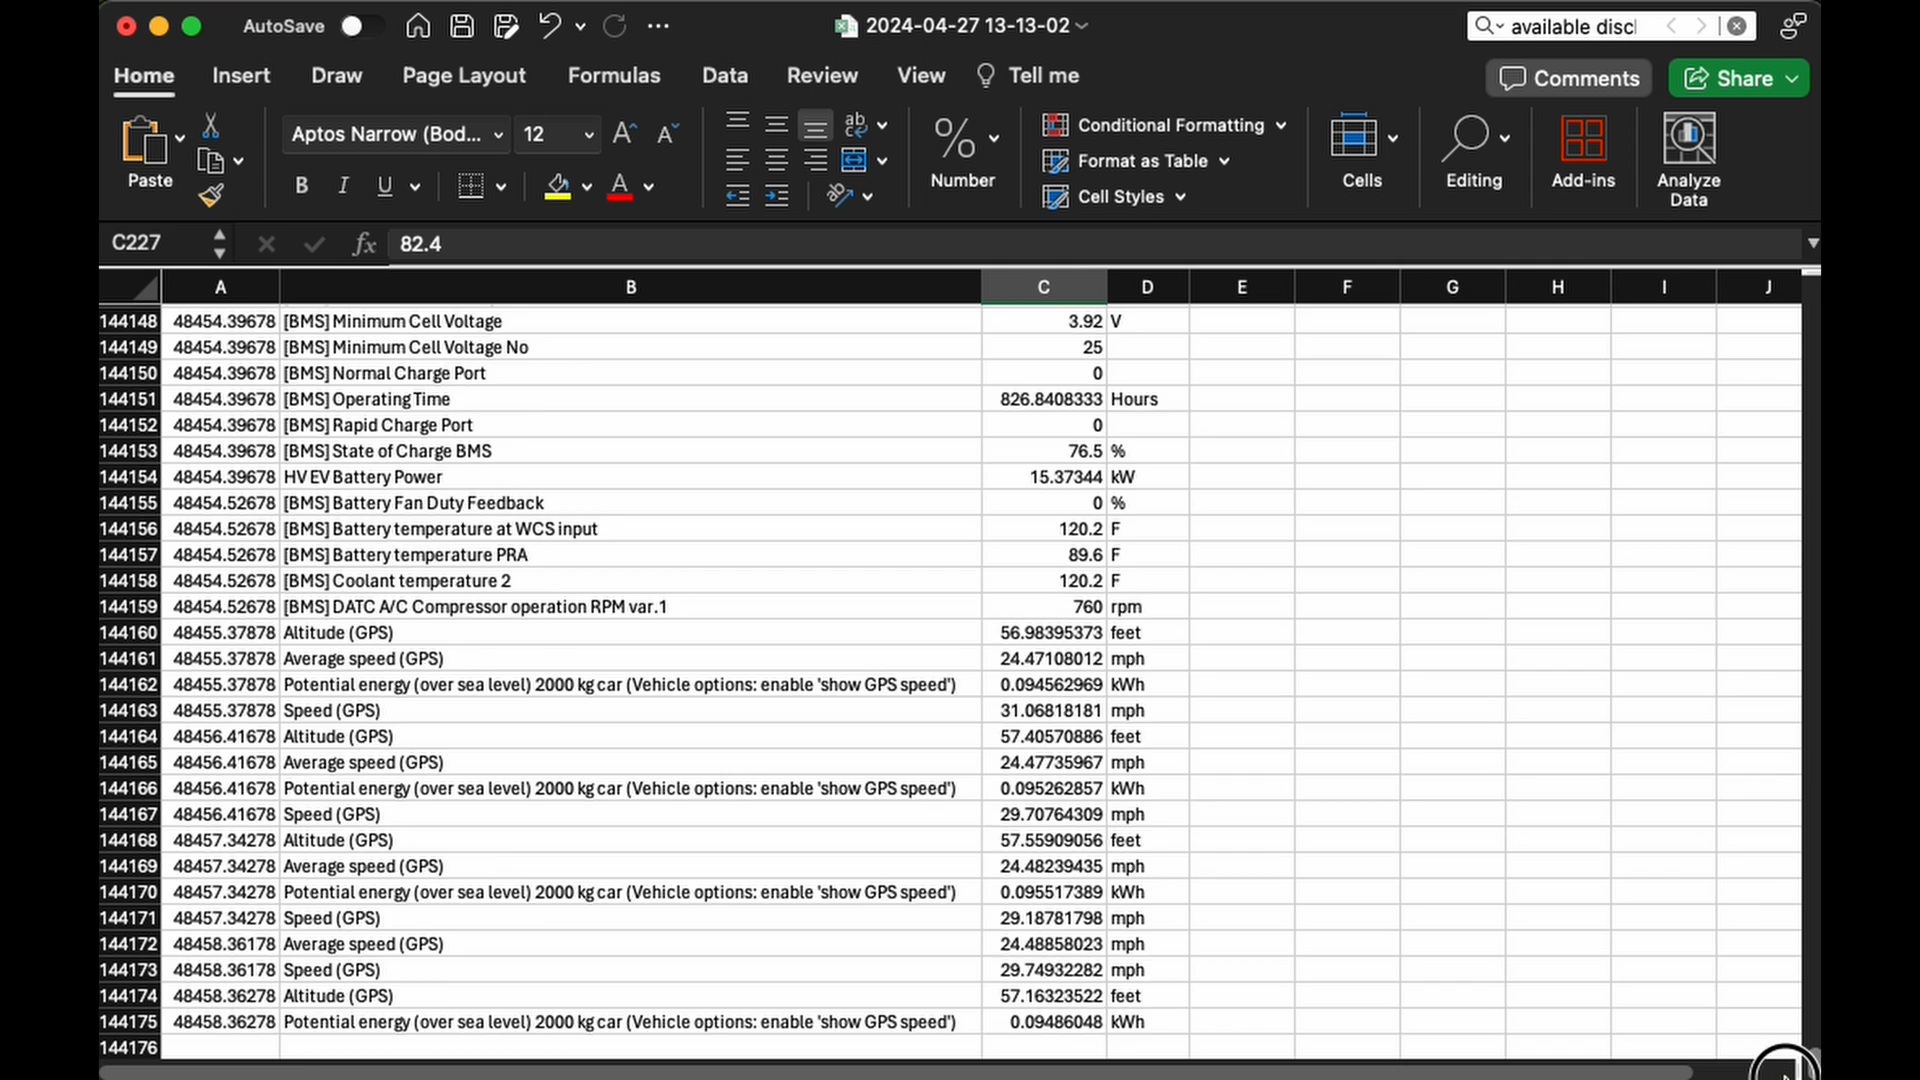 AutoSave
2024-04-27 13-13-02
available disc
Home Insert Draw Page Layout Formulas Data Review View Tell me
Comments Share
Paste
Aptos Narrow (Bod... 12
B I U
A
ab
Number
Conditional Formatting
Format as Table
Cell Styles
Cells
Editing
Add-ins
Analyze Data
C227 fx 82.4
A B C D E F G H I J
144148 48454.39678 [BMS] Minimum Cell Voltage 3.92 V
144149 48454.39678 [BMS] Minimum Cell Voltage No 25
144150 48454.39678 [BMS] Normal Charge Port 0
144151 48454.39678 [BMS] Operating Time 826.8408333 Hours
144152 48454.39678 [BMS] Rapid Charge Port 0
144153 48454.39678 [BMS] State of Charge BMS 76.5 %
144154 48454.39678 HV EV Battery Power 15.37344 kW
144155 48454.52678 [BMS] Battery Fan Duty Feedback 0 %
144156 48454.52678 [BMS] Battery temperature at WCS input 120.2 F
144157 48454.52678 [BMS] Battery temperature PRA 89.6 F
144158 48454.52678 [BMS] Coolant temperature 2 120.2 F
144159 48454.52678 [BMS] DATC A/C Compressor operation RPM var.1 760 rpm
144160 48455.37878 Altitude (GPS) 56.98395373 feet
144161 48455.37878 Average speed (GPS) 24.47108012 mph
144162 48455.37878 Potential energy (over sea level) 2000 kg car (Vehicle options: enable 'show GPS speed') 0.094562969 kWh
144163 48455.37878 Speed (GPS) 31.06818181 mph
144164 48456.41678 Altitude (GPS) 57.40570886 feet
144165 48456.41678 Average speed (GPS) 24.47735967 mph
144166 48456.41678 Potential energy (over sea level) 2000 kg car (Vehicle options: enable 'show GPS speed') 0.095262857 kWh
144167 48456.41678 Speed (GPS) 29.70764309 mph
144168 48457.34278 Altitude (GPS) 57.55909056 feet
144169 48457.34278 Average speed (GPS) 24.48239435 mph
144170 48457.34278 Potential energy (over sea level) 2000 kg car (Vehicle options: enable 'show GPS speed') 0.095517389 kWh
144171 48457.34278 Speed (GPS) 29.18781798 mph
144172 48458.36178 Average speed (GPS) 24.48858023 mph
144173 48458.36178 Speed (GPS) 29.74932282 mph
144174 48458.36278 Altitude (GPS) 57.16323522 feet
144175 48458.36278 Potential energy (over sea level) 2000 kg car (Vehicle options: enable 'show GPS speed') 0.09486048 kWh
144176